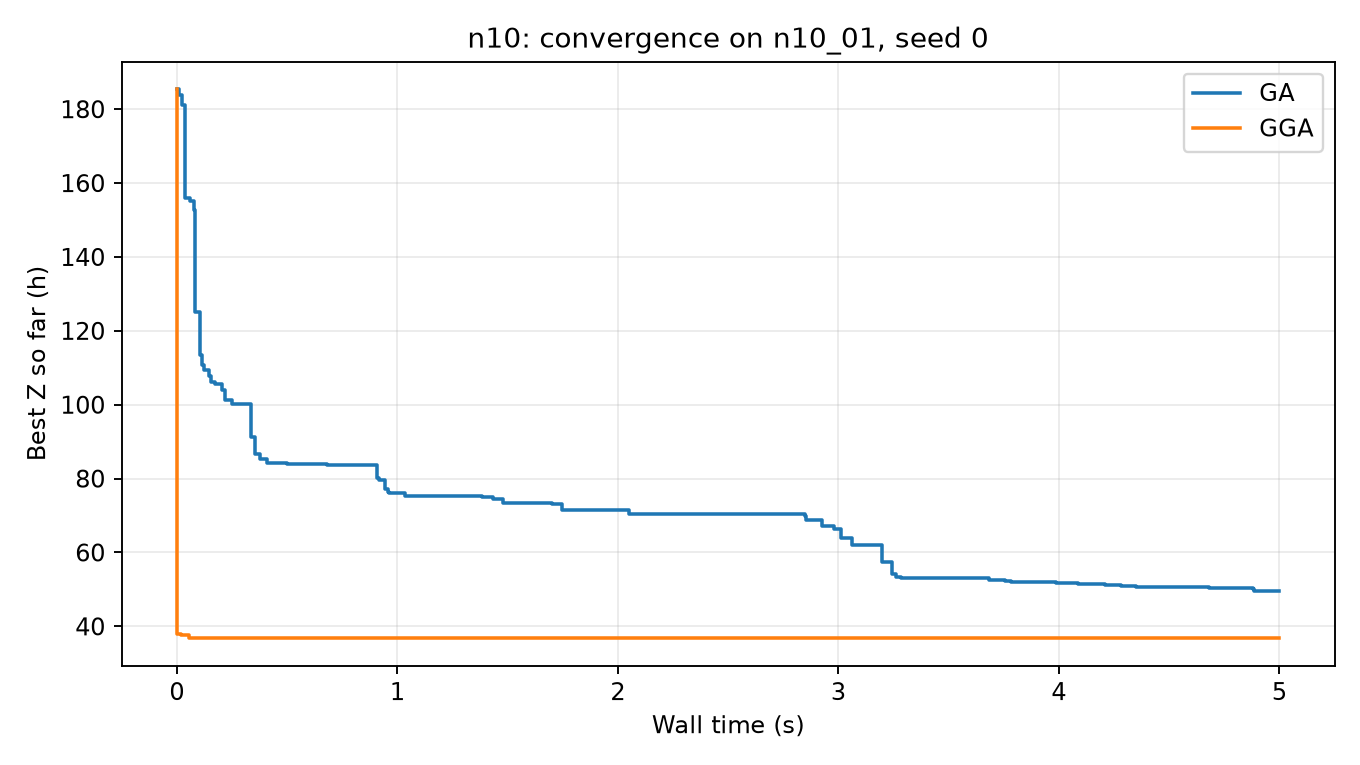 n10: convergence on n10_01, seed 0
GA
GGA
Best Z so far (h)
180
160
140
120
100
80
60
40
0 1 2 3 4 5
Wall time (s)